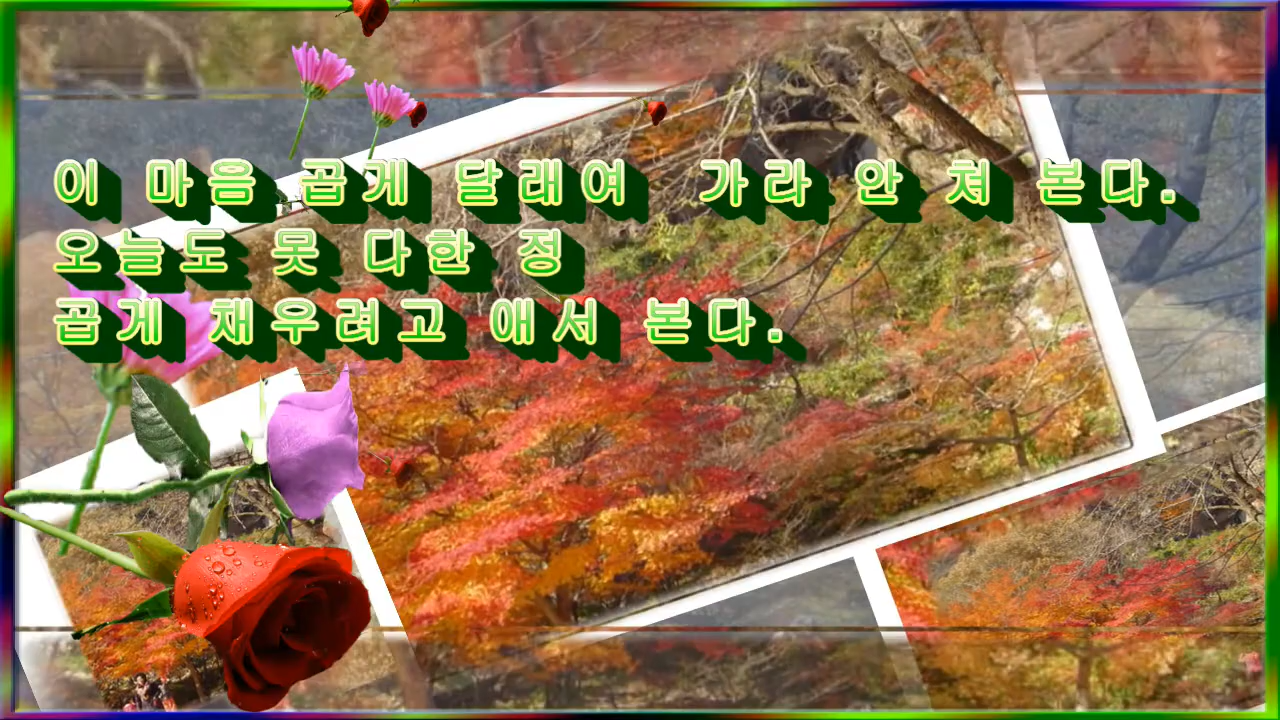 이 마음 곱게 달래여 가라 안 쳐 본다.
오늘도 못 다한 정
곱게 채우려고 애서 본다.